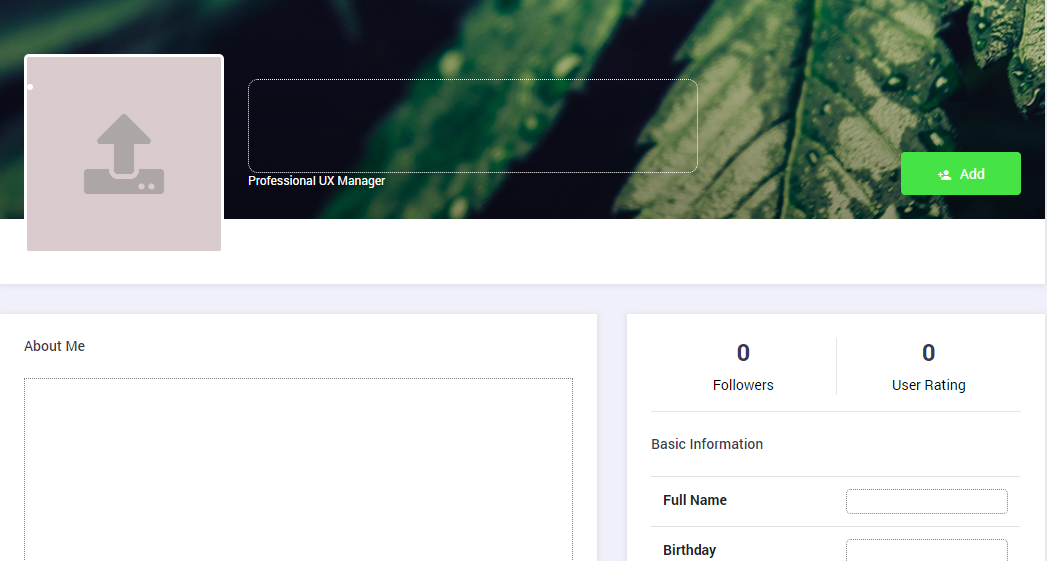 Professional UX Manager
Add
About Me
0
Followers
0
User Rating
Basic Information
Full Name
Birthday